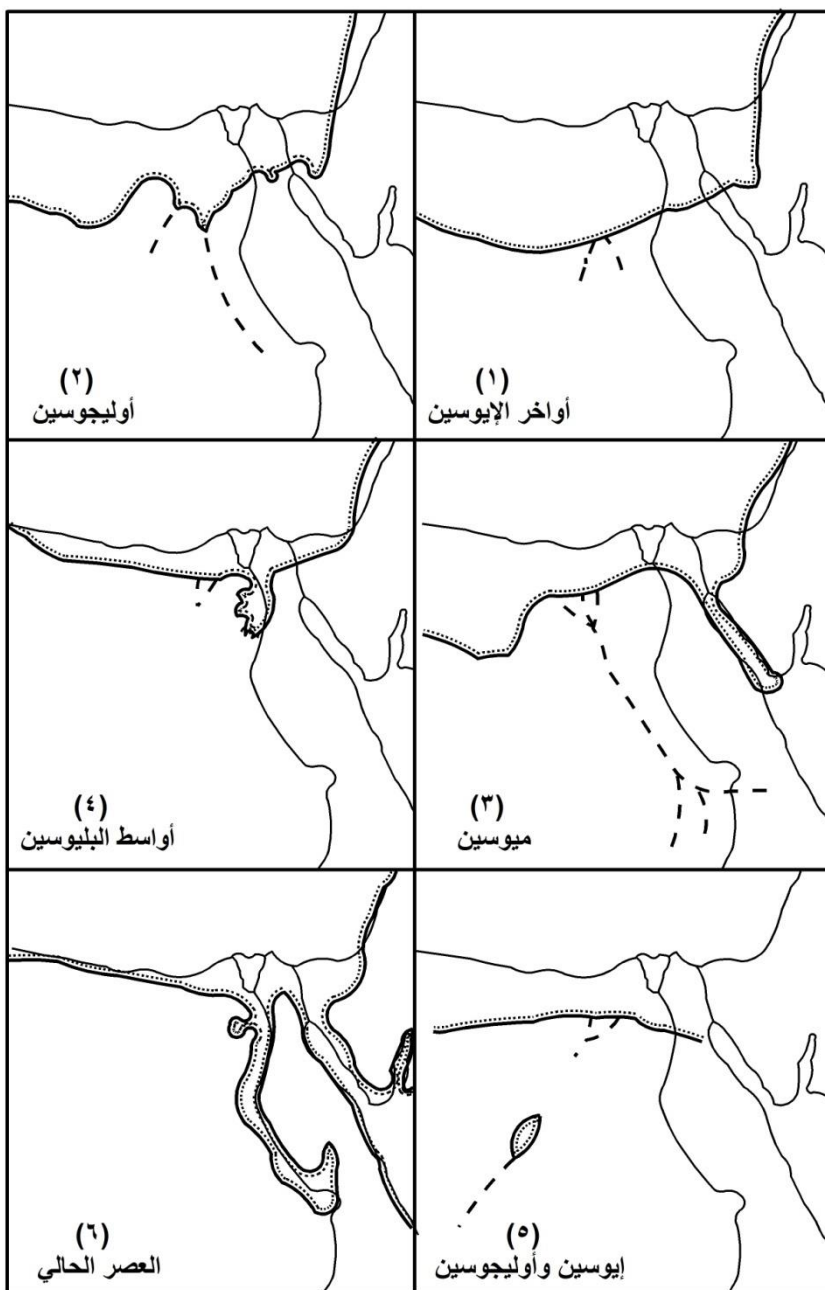 (١)
أواخر الإيوسين
(٢)
أوليجوسين
(٣)
ميوسين
(٤)
أواسط البليوسين
(٥)
إيوسين وأوليجوسين
(٦)
العصر الحالي